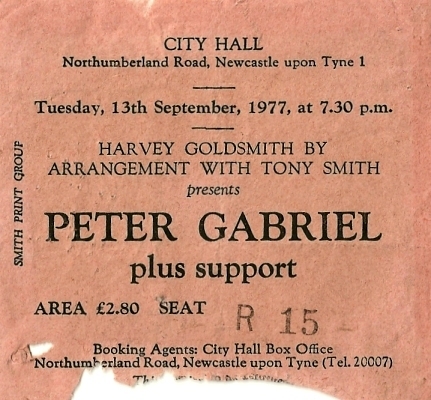 CITY HALL
Northumberland Road, Newcastle upon Tyne 1
Tuesday, 13th September, 1977, at 7.30 p.m.
HARVEY GOLDSMITH BY
ARRANGEMENT WITH TONY SMITH
presents
PETER GABRIEL
plus support
AREA £2.80 SEAT R 15
Booking Agents: City Hall Box Office
Northumberland Road, Newcastle upon Tyne (Tel. 20007)
SMITH PRINT GROUP